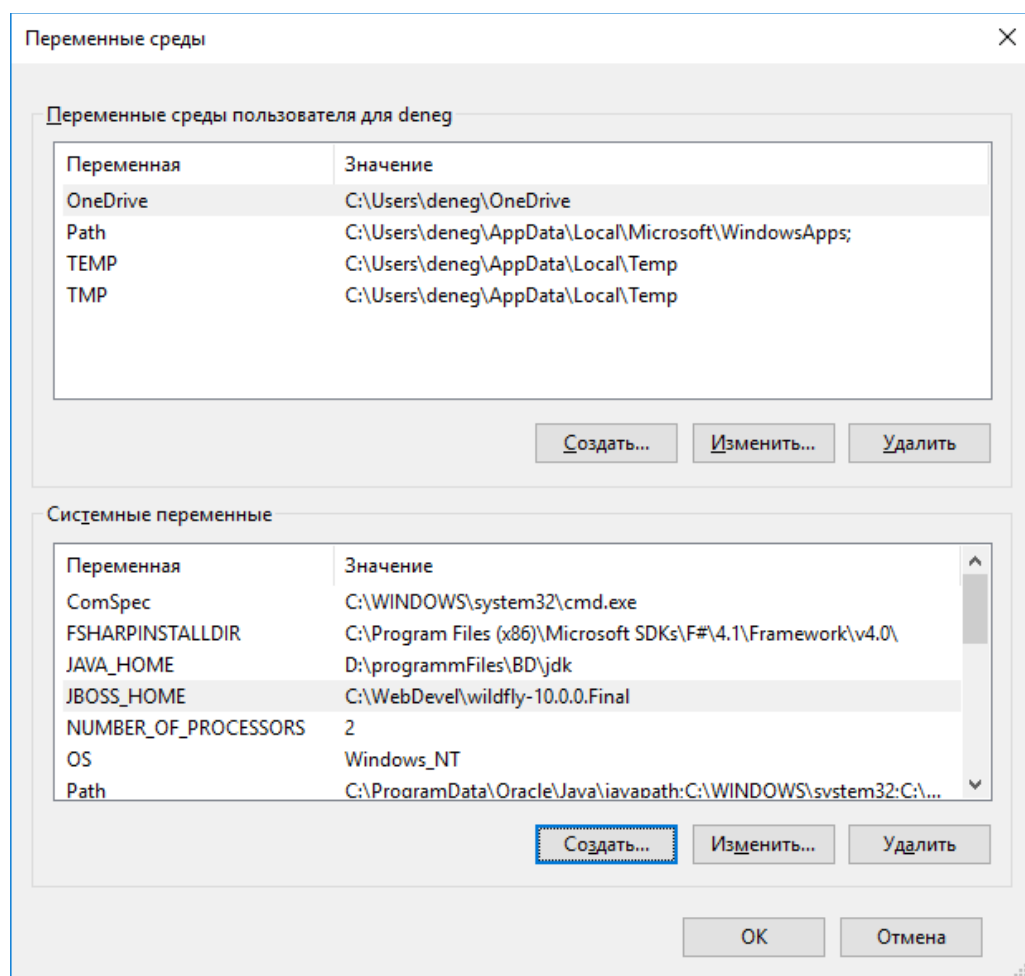 Переменные среды
Переменные среды пользователя для deneg
Переменная Значение
OneDrive C:\Users\deneg\OneDrive
Path C:\Users\deneg\AppData\Local\Microsoft\WindowsApps;
TEMP C:\Users\deneg\AppData\Local\Temp
TMP C:\Users\deneg\AppData\Local\Temp
Создать... Изменить... Удалить
Системные переменные
Переменная Значение
ComSpec C:\WINDOWS\system32\cmd.exe
FSHARPINSTALLDIR C:\Program Files (x86)\Microsoft SDKs\F#\4.1\Framework\v4.0\
JAVA_HOME D:\programmFiles\BD\jdk
JBOSS_HOME C:\WebDevel\wildfly-10.0.0.Final
NUMBER_OF_PROCESSORS 2
OS Windows_NT
Path C:\ProgramData\Oracle\Java\javapath;C:\WINDOWS\system32;C:\...
Создать... Изменить... Удалить
OK Отмена